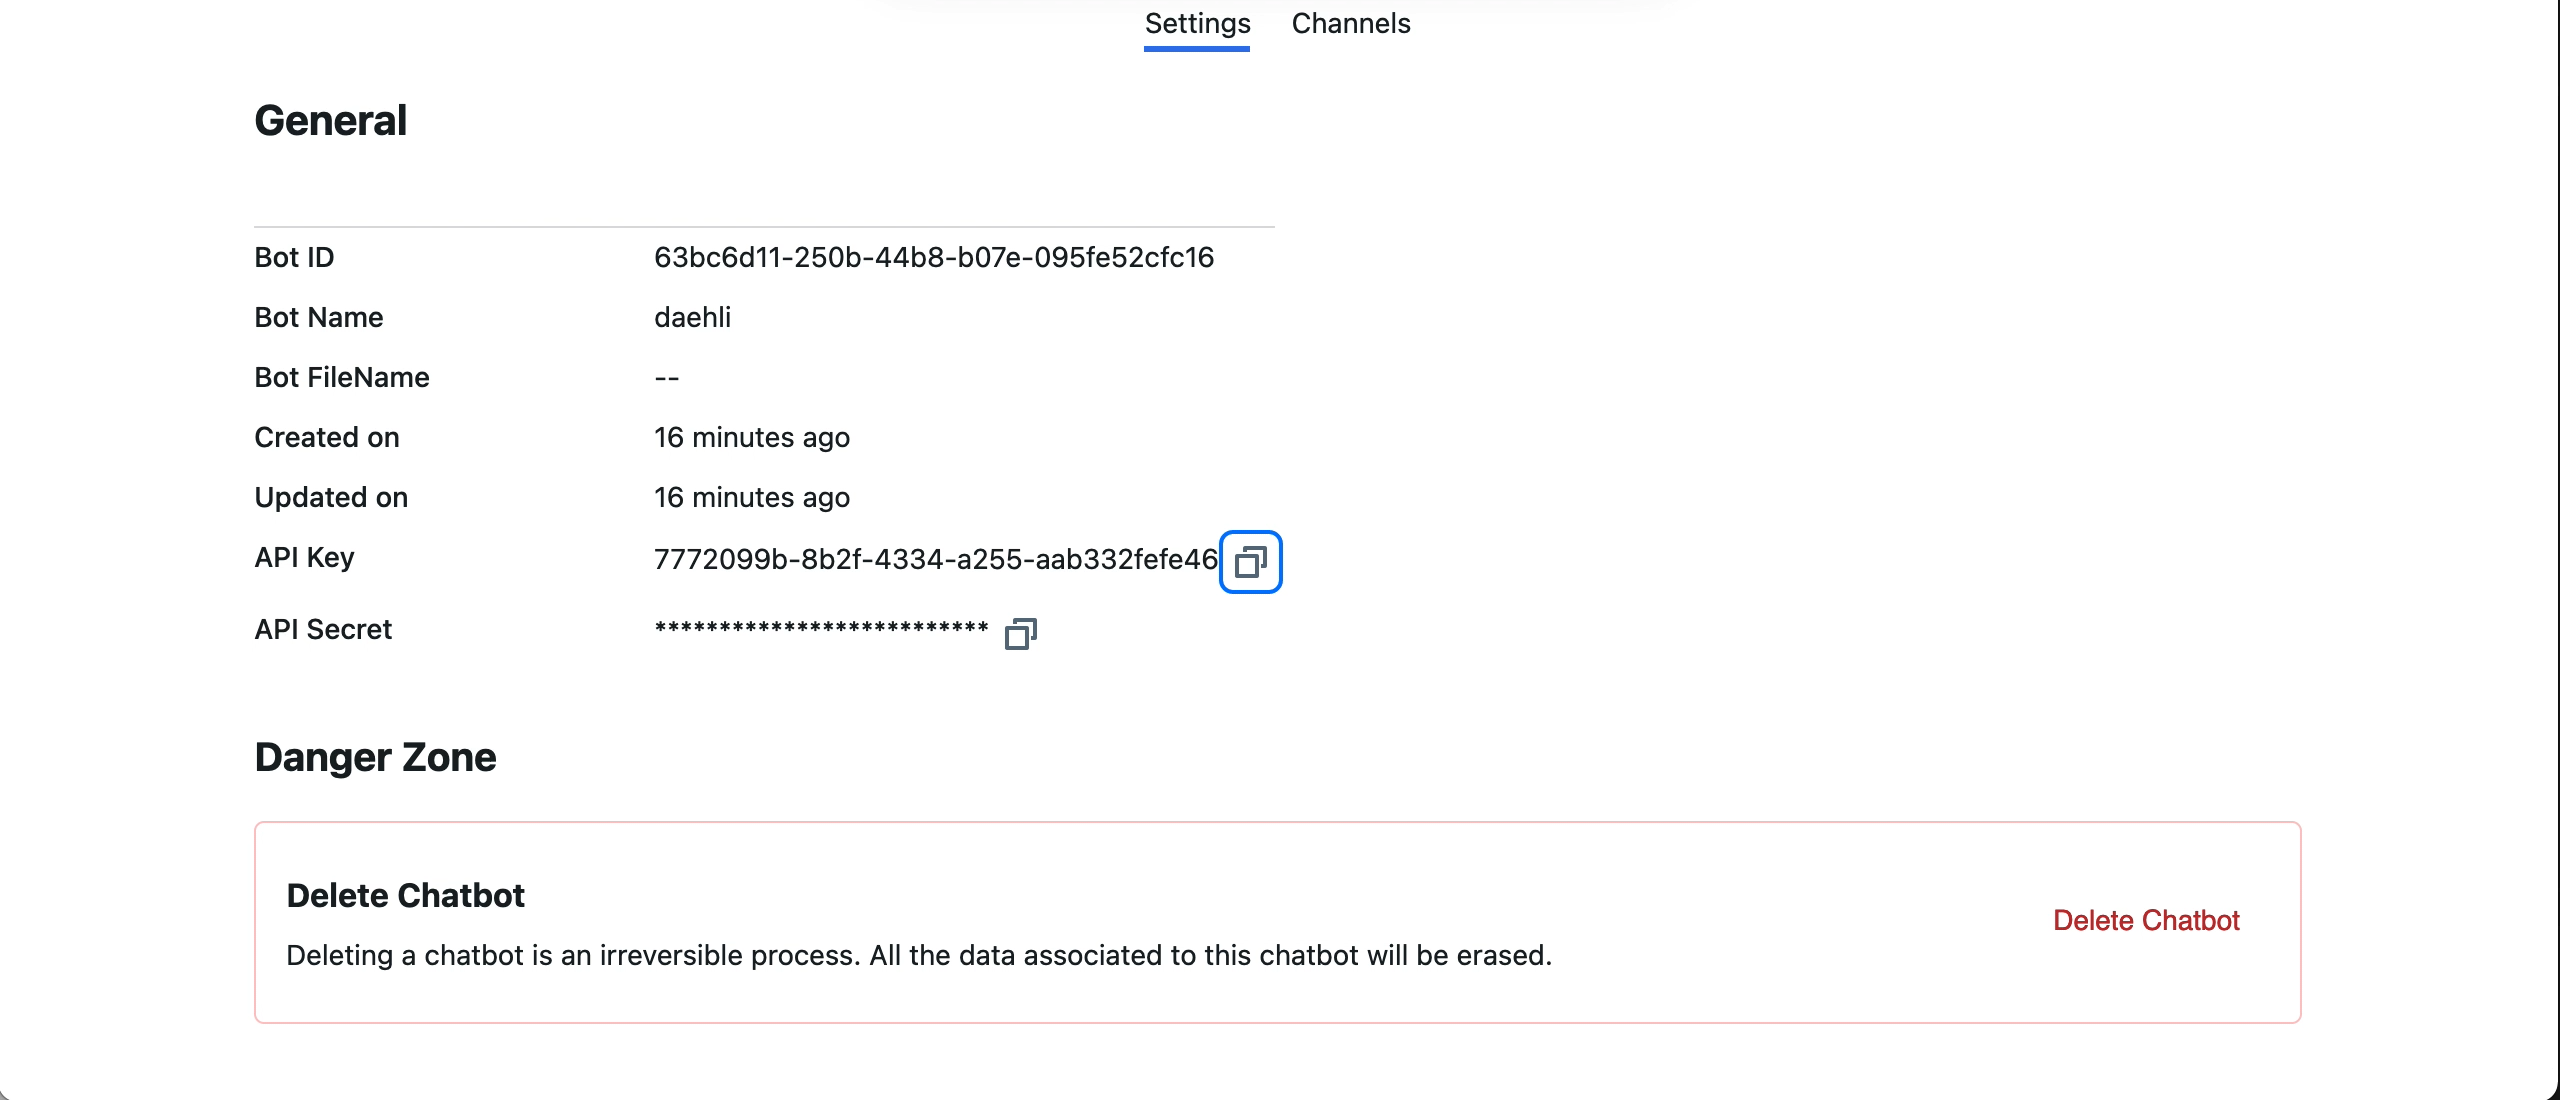 Settings Channels
General
Bot ID 63bc6d11-250b-44b8-b07e-095fe52cfc16
Bot Name daehli
Bot FileName --
Created on 16 minutes ago
Updated on 16 minutes ago
API Key 7772099b-8b2f-4334-a255-aab332fefe46
API Secret **************************
Danger Zone
Delete Chatbot
Delete Chatbot
Deleting a chatbot is an irreversible process. All the data associated to this chatbot will be erased.